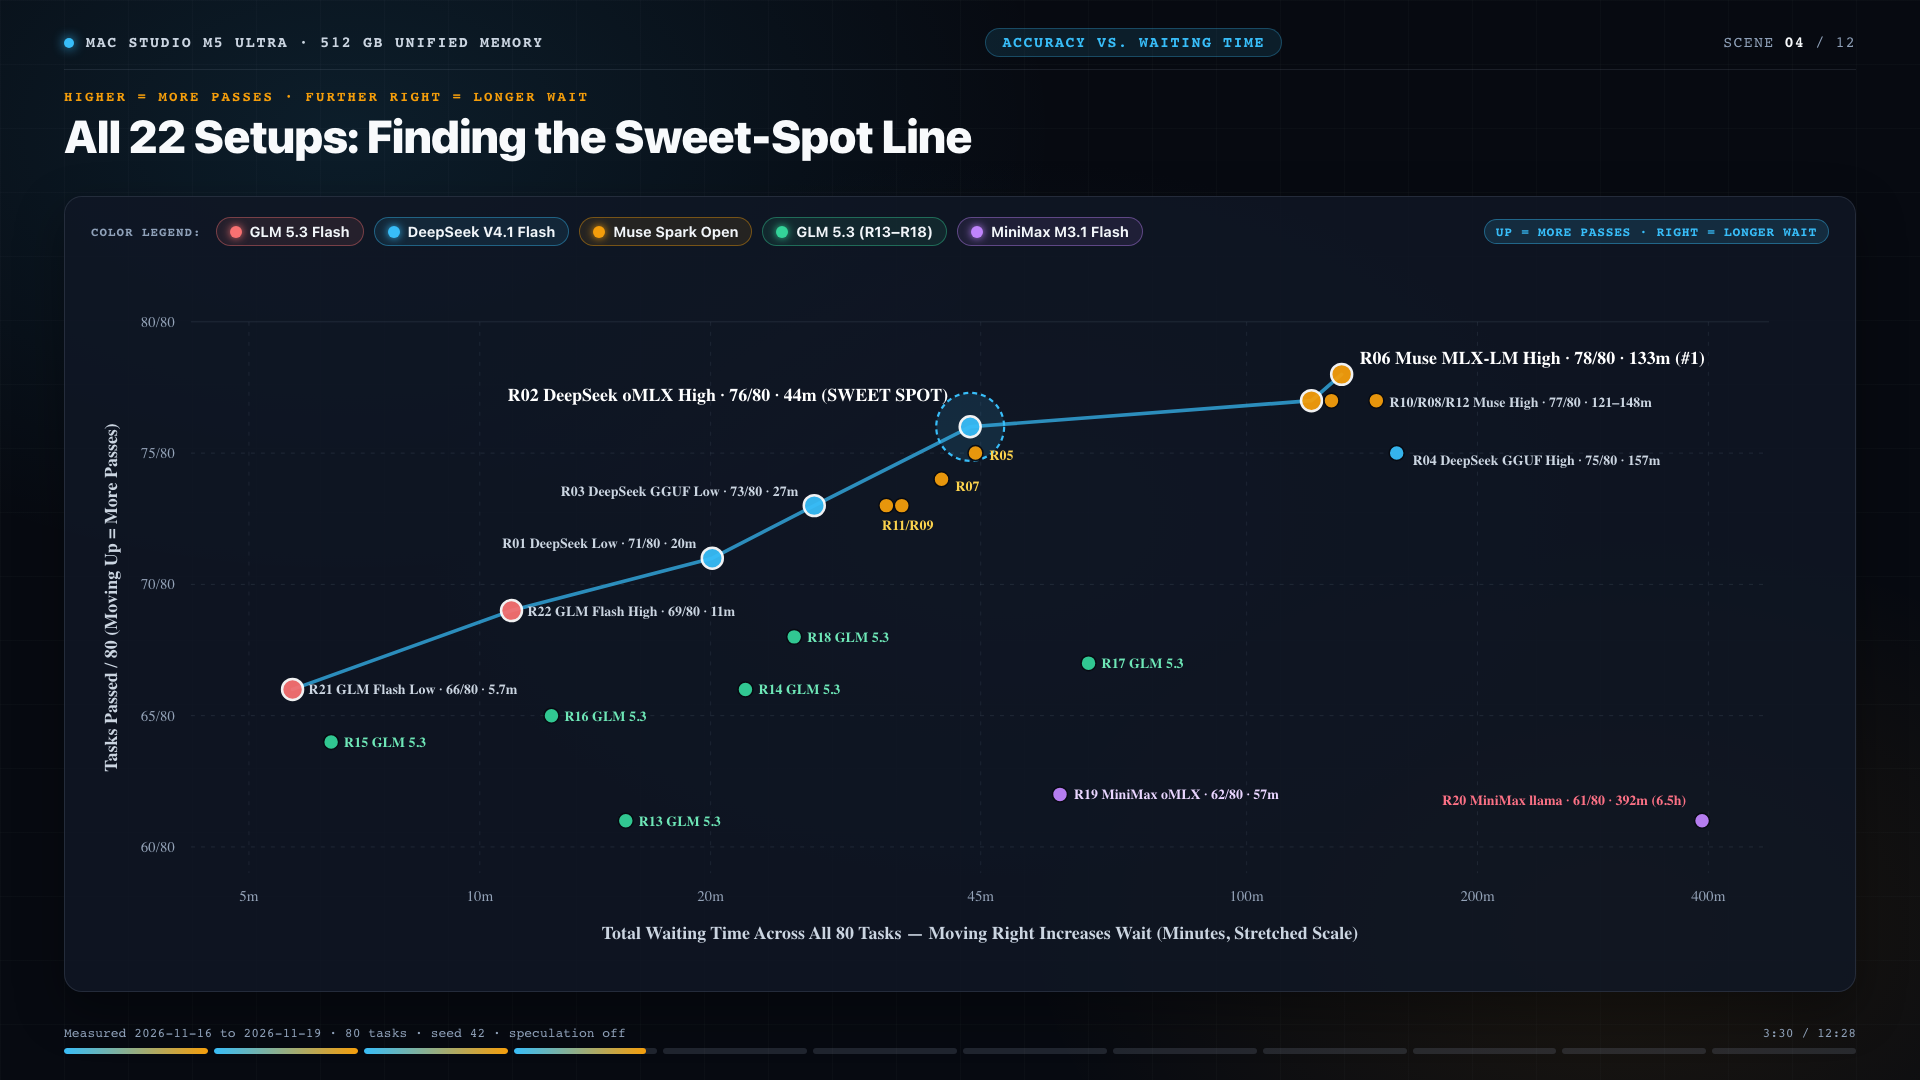 MAC STUDIO M5 ULTRA · 512 GB UNIFIED MEMORY
ACCURACY VS. WAITING TIME
SCENE 04 / 12
HIGHER = MORE PASSES · FURTHER RIGHT = LONGER WAIT
All 22 Setups: Finding the Sweet-Spot Line
COLOR LEGEND:
GLM 5.3 Flash
DeepSeek V4.1 Flash
Muse Spark Open
GLM 5.3 (R13–R18)
MiniMax M3.1 Flash
UP = MORE PASSES · RIGHT = LONGER WAIT
Tasks Passed / 80 (Moving Up = More Passes)
80/80
75/80
70/80
65/80
60/80
R06 Muse MLX-LM High · 78/80 · 133m (#1)
R02 DeepSeek oMLX High · 76/80 · 44m (SWEET SPOT)
R10/R08/R12 Muse High · 77/80 · 121–148m
R05
R04 DeepSeek GGUF High · 75/80 · 157m
R07
R03 DeepSeek GGUF Low · 73/80 · 27m
R11/R09
R01 DeepSeek Low · 71/80 · 20m
R22 GLM Flash High · 69/80 · 11m
R18 GLM 5.3
R17 GLM 5.3
R21 GLM Flash Low · 66/80 · 5.7m
R14 GLM 5.3
R16 GLM 5.3
R15 GLM 5.3
R19 MiniMax oMLX · 62/80 · 57m
R20 MiniMax llama · 61/80 · 392m (6.5h)
R13 GLM 5.3
5m
10m
20m
45m
100m
200m
400m
Total Waiting Time Across All 80 Tasks — Moving Right Increases Wait (Minutes, Stretched Scale)
Measured 2026-11-16 to 2026-11-19 · 80 tasks · seed 42 · speculation off
3:30 / 12:28